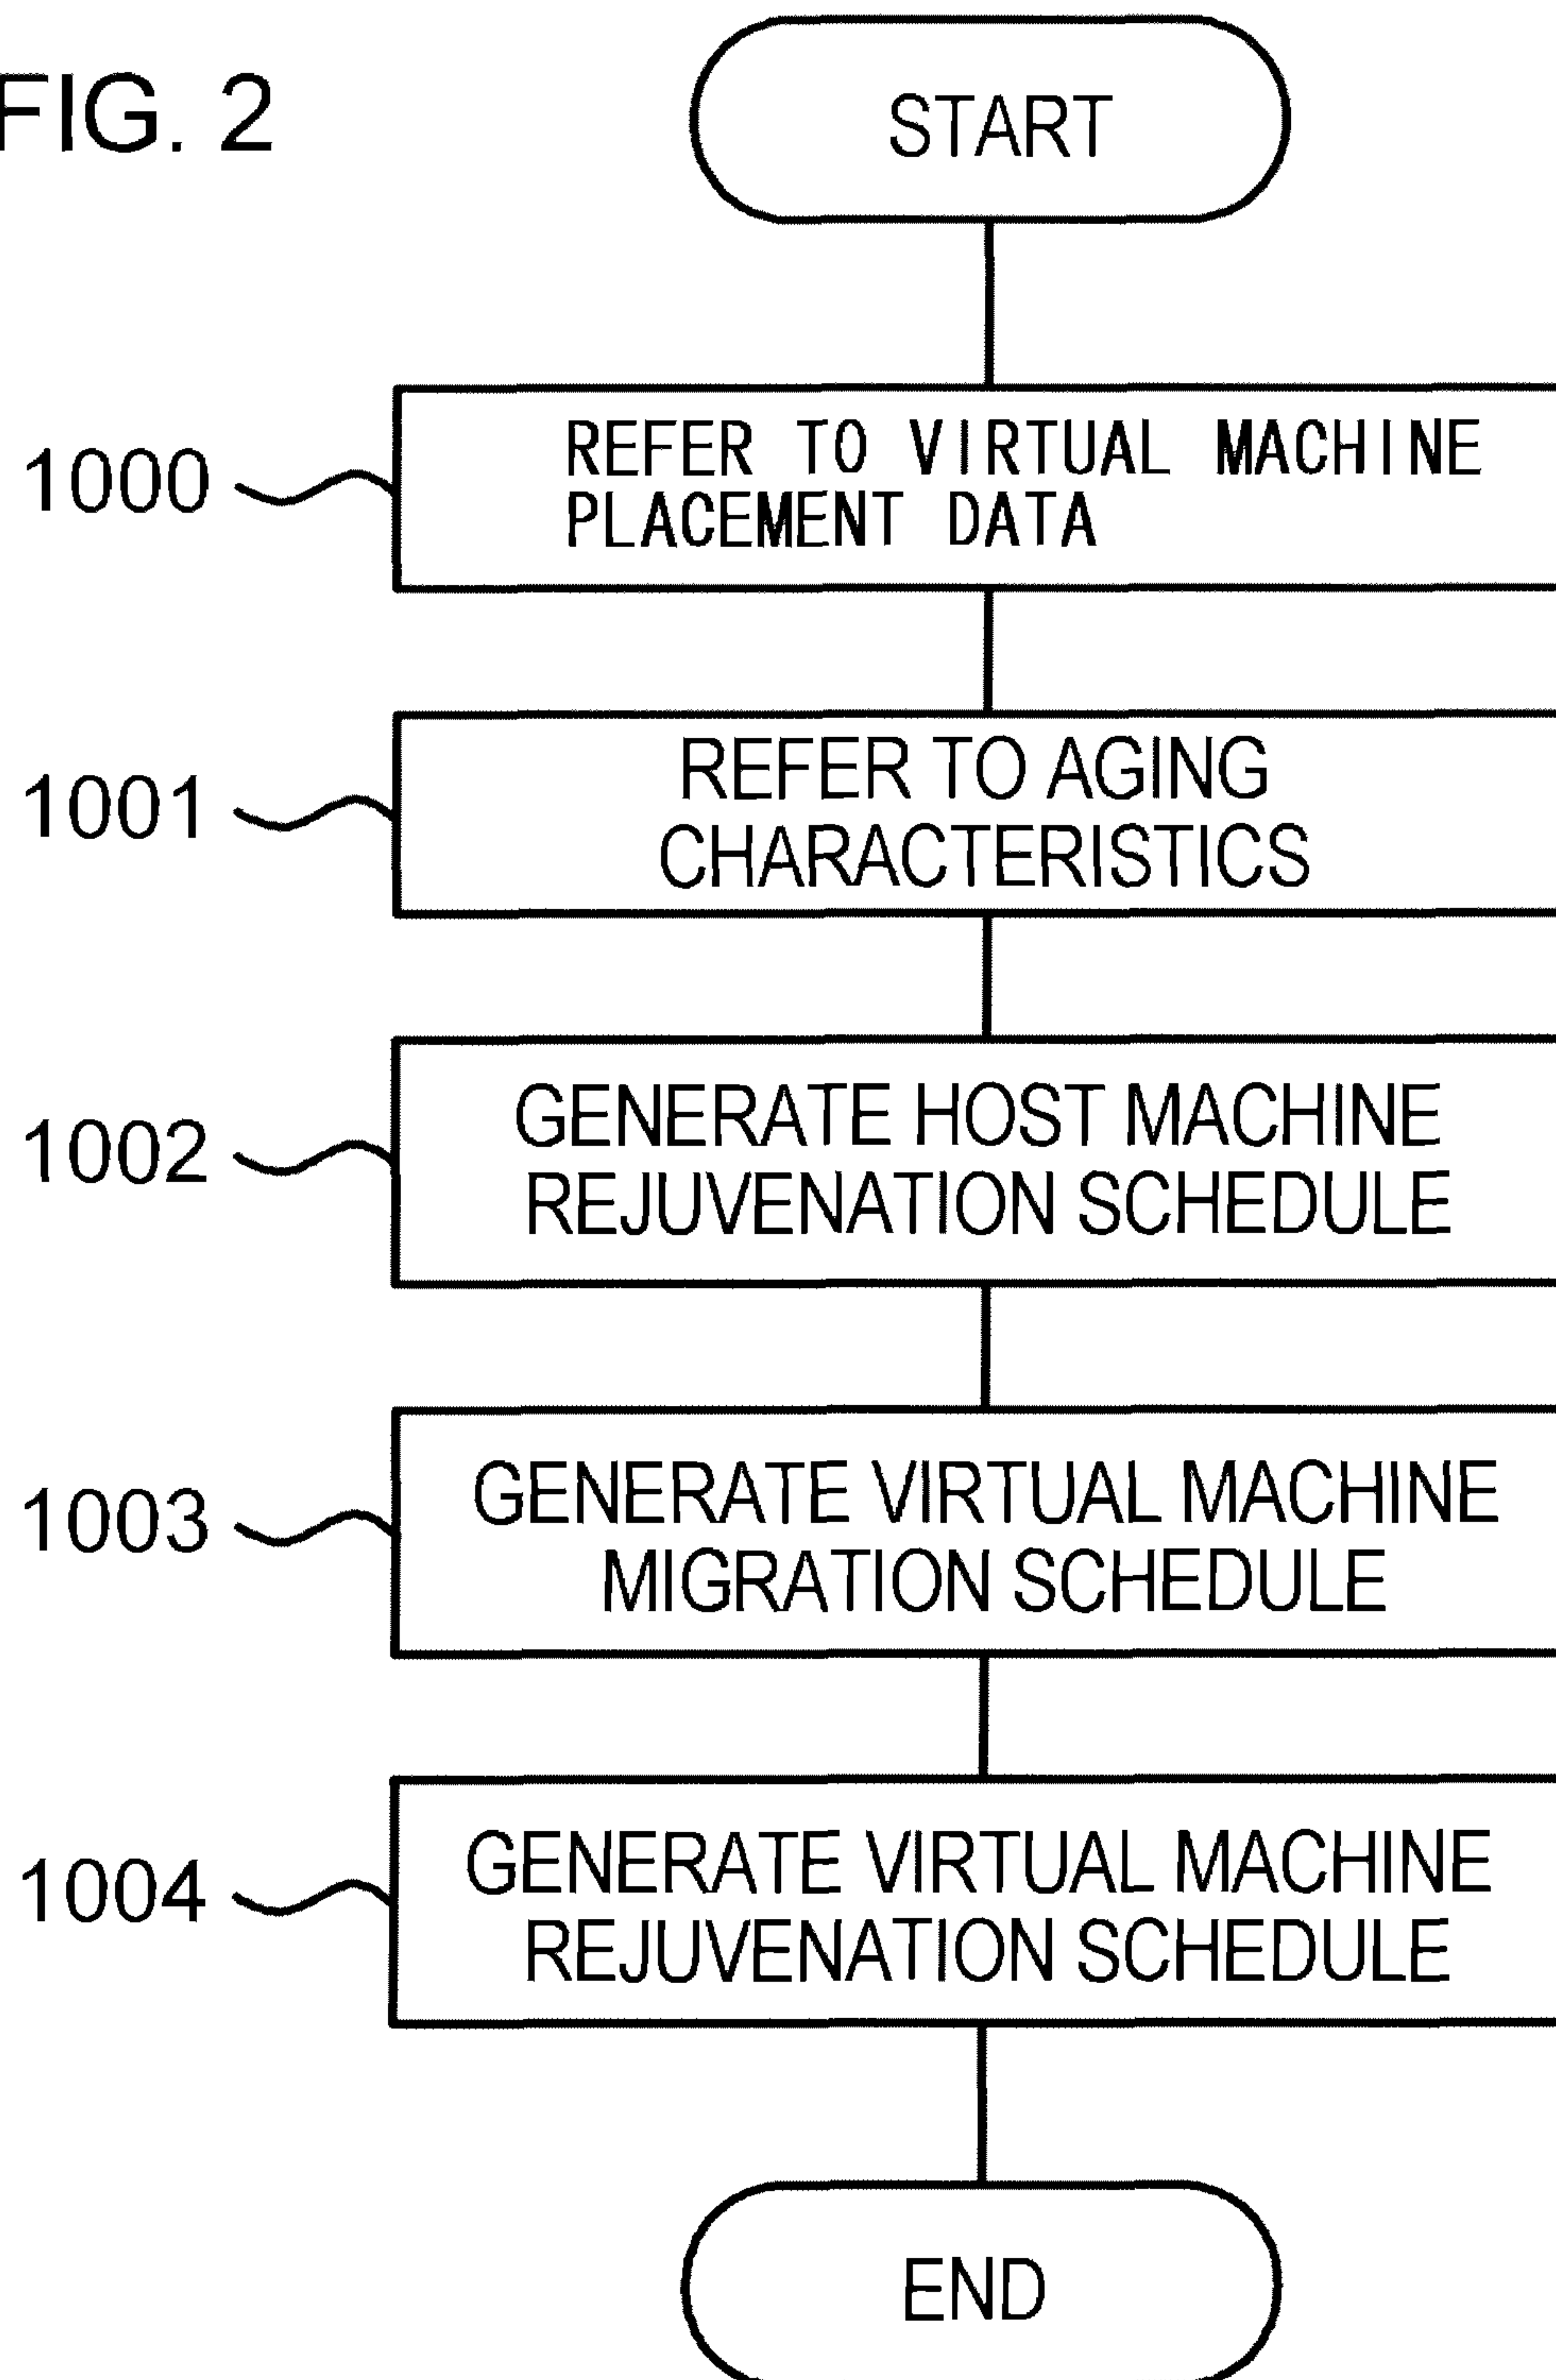 FIG. 2
START
1000
REFER TO VIRTUAL MACHINE
PLACEMENT DATA
1001
REFER TO AGING
CHARACTERISTICS
1002
GENERATE HOST MACHINE
REJUVENATION SCHEDULE
1003
GENERATE VIRTUAL MACHINE
MIGRATION SCHEDULE
1004
GENERATE VIRTUAL MACHINE
REJUVENATION SCHEDULE
END